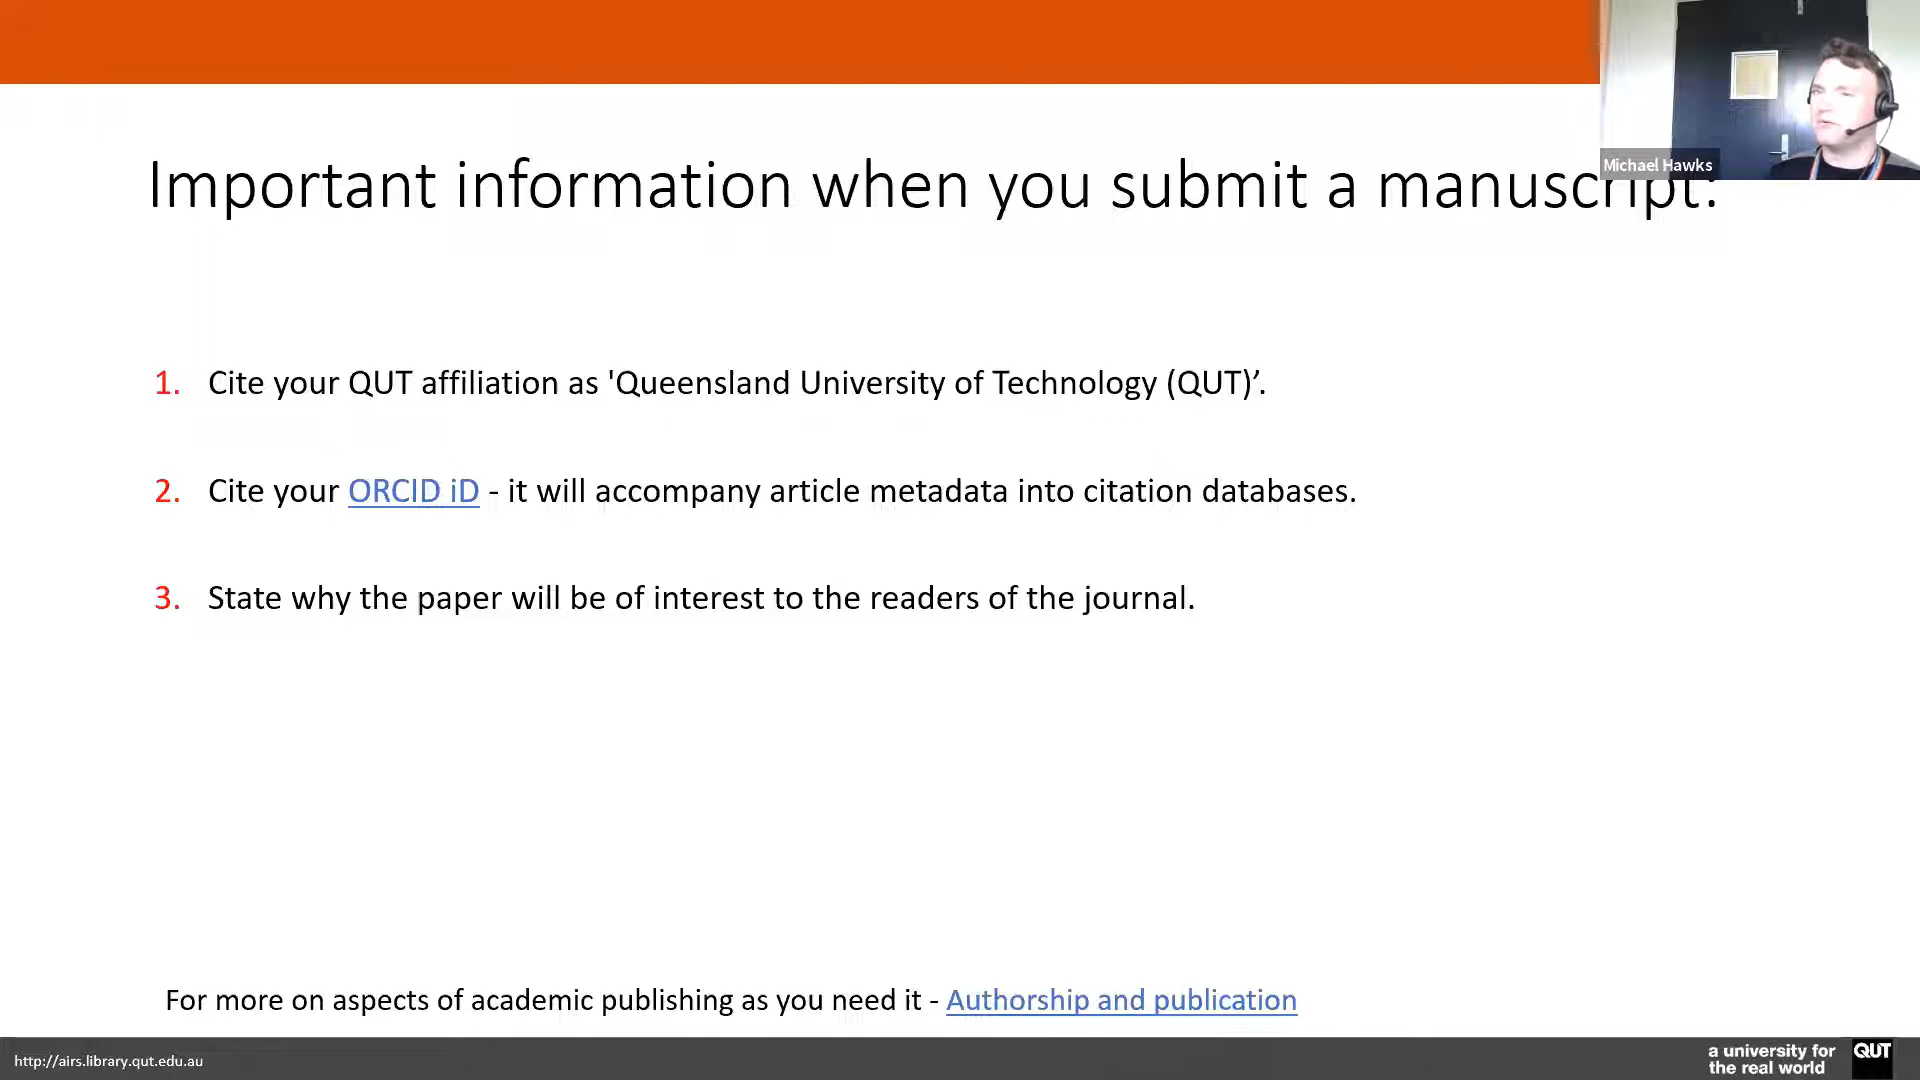 Michael Hawks
Important information when you submit a manuscript:
1. Cite your QUT affiliation as 'Queensland University of Technology (QUT)’.
2. Cite your ORCID iD - it will accompany article metadata into citation databases.
3. State why the paper will be of interest to the readers of the journal.
For more on aspects of academic publishing as you need it - Authorship and publication
http://airs.library.qut.edu.au
a university for
the real world
QUT